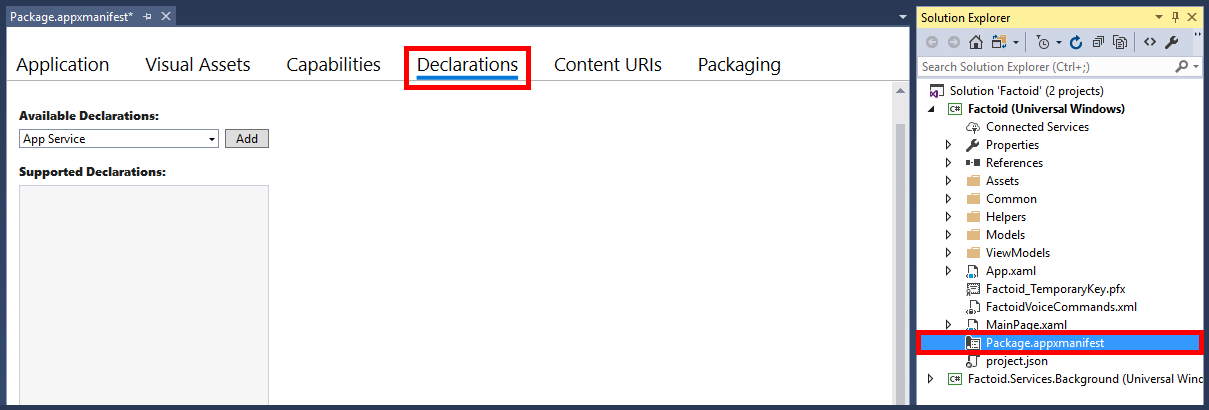 Package.appxmanifest*
Application Visual Assets Capabilities Declarations Content URIs Packaging
Available Declarations:
App Service Add
Supported Declarations:
Solution Explorer
Search Solution Explorer (Ctrl+;)
Solution 'Factoid' (2 projects)
C# Factoid (Universal Windows)
Connected Services
Properties
References
Assets
Common
Helpers
Models
ViewModels
App.xaml
Factoid_TemporaryKey.pfx
FactoidVoiceCommands.xml
MainPage.xaml
Package.appxmanifest
project.json
C# Factoid.Services.Background (Universal Wind